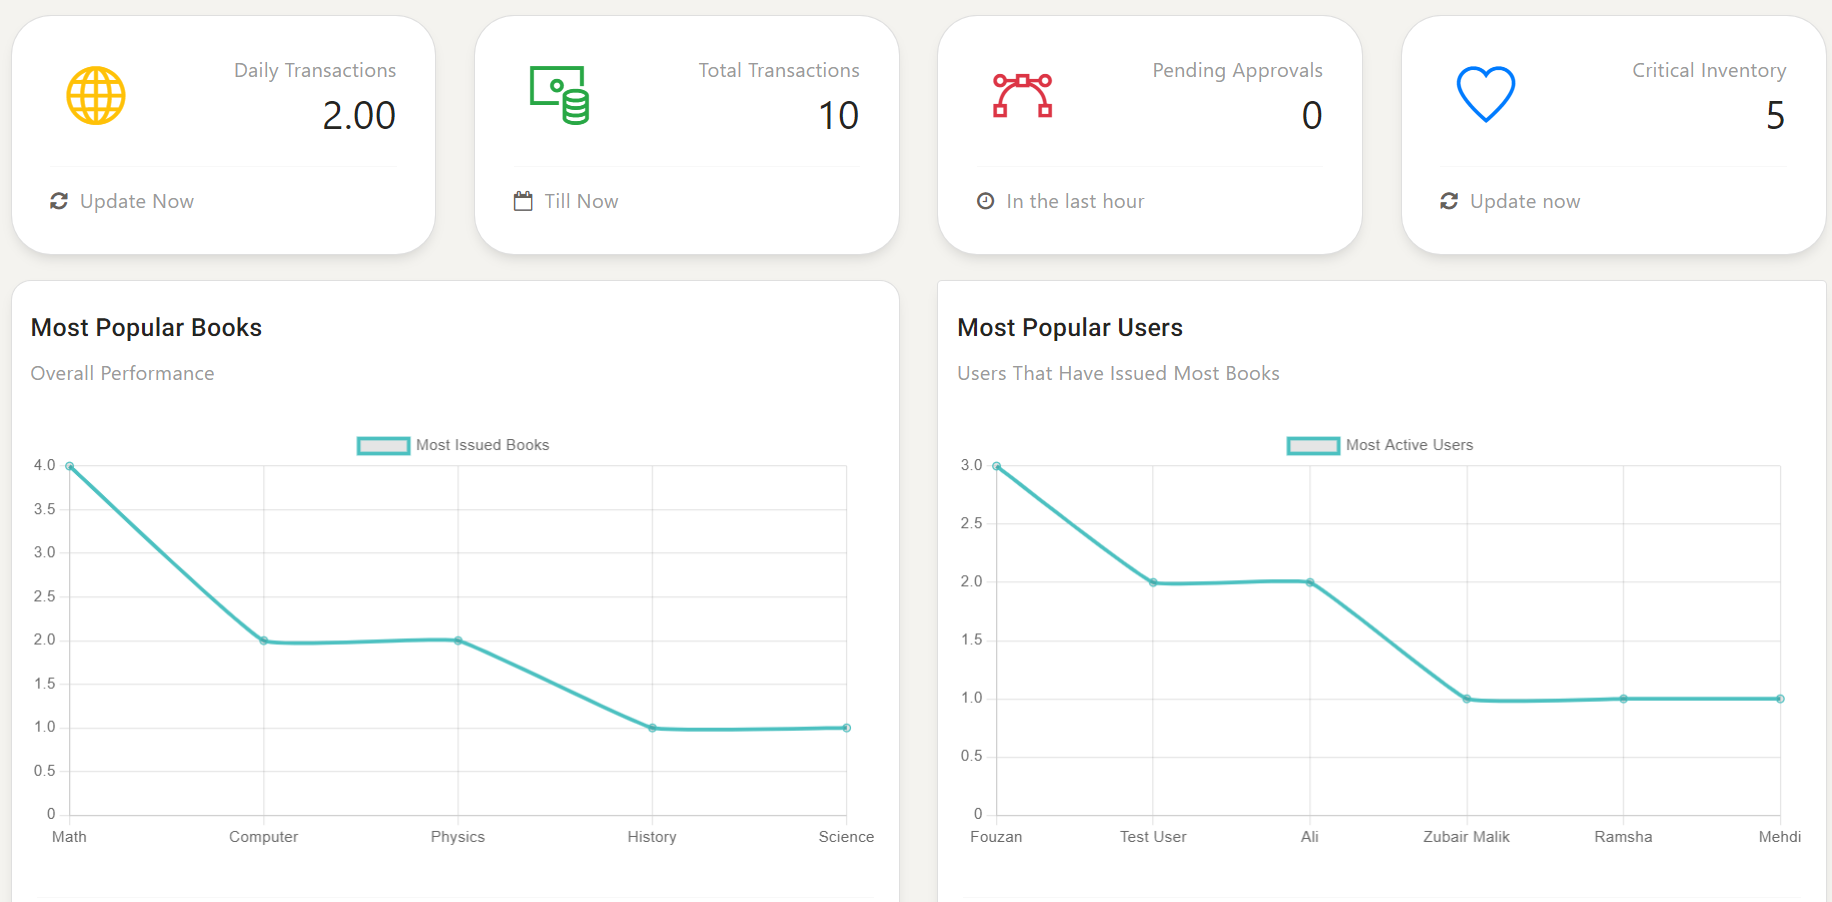 Daily Transactions
2.00
Update Now
Total Transactions
10
Till Now
Pending Approvals
0
In the last hour
Critical Inventory
5
Update now
Most Popular Books
Overall Performance
Most Issued Books
4.0
3.5
3.0
2.5
2.0
1.5
1.0
0.5
0
Math Computer Physics History Science
Most Popular Users
Users That Have Issued Most Books
Most Active Users
3.0
2.5
2.0
1.5
1.0
0.5
0
Fouzan Test User Ali Zubair Malik Ramsha Mehdi